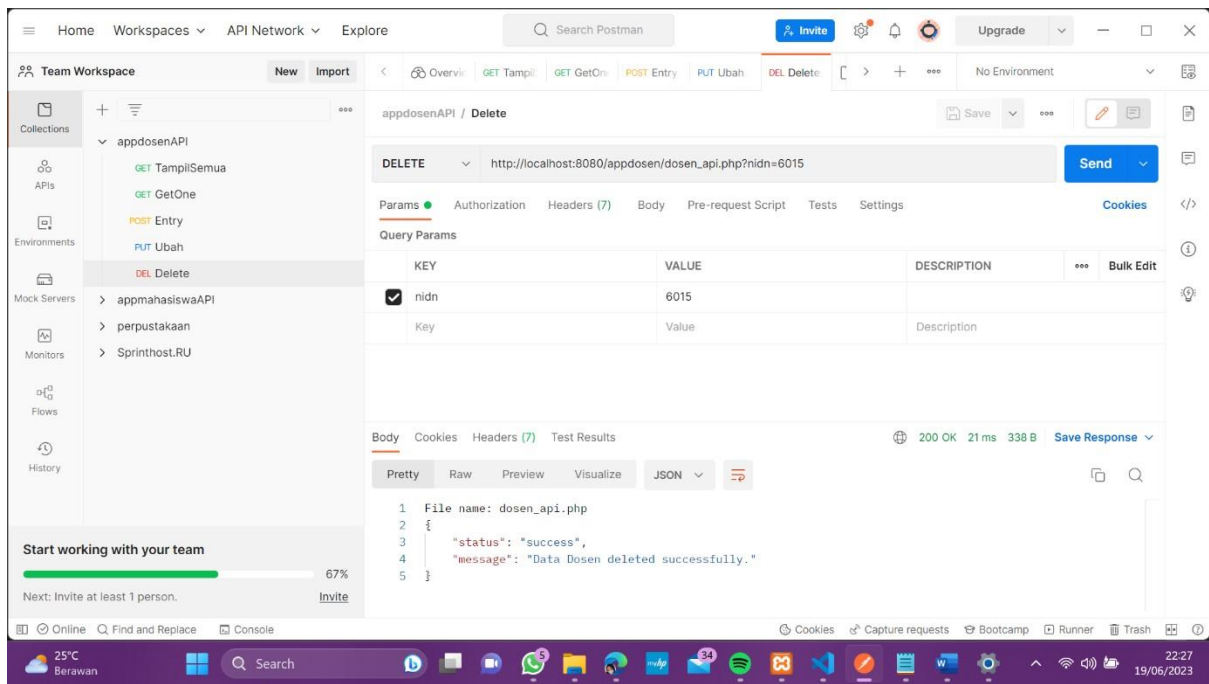 Home Workspaces API Network Explore Search Postman Invite Upgrade
Team Workspace New Import Overvi GET Tampil GET GetOn POST Entry PUT Ubah DEL Delete No Environment
Collections
APIs
Environments
Mock Servers
Monitors
Flows
History
appdosenAPI
GET TampilSemua
GET GetOne
POST Entry
PUT Ubah
DEL Delete
appmahasiswaAPI
perpustakaan
Sprinthost.RU
Start working with your team
67%
Next: Invite at least 1 person. Invite
appdosenAPI / Delete Save
DELETE http://localhost:8080/appdosen/dosen_api.php?nidn=6015 Send
Params Authorization Headers (7) Body Pre-request Script Tests Settings Cookies
Query Params
KEY VALUE DESCRIPTION Bulk Edit
nidn 6015
Key Value Description
Body Cookies Headers (7) Test Results 200 OK 21 ms 338 B Save Response
Pretty Raw Preview Visualize JSON
1 File name: dosen_api.php
2 {
3 "status": "success",
4 "message": "Data Dosen deleted successfully."
5 }
Online Find and Replace Console Cookies Capture requests Bootcamp Runner Trash
25°C
Berawan
Search
5
34
22:27
19/06/2023